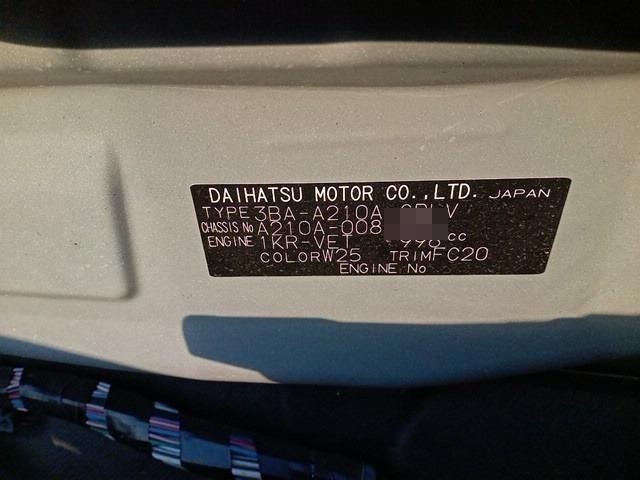 DAIHATSU MOTOR CO.,LTD. JAPAN
TYPE 3BA-A210A
CHASSIS No A210A-008
ENGINE 1KR-VET 996 cc
COLOR W25 TRIM FC20
ENGINE No